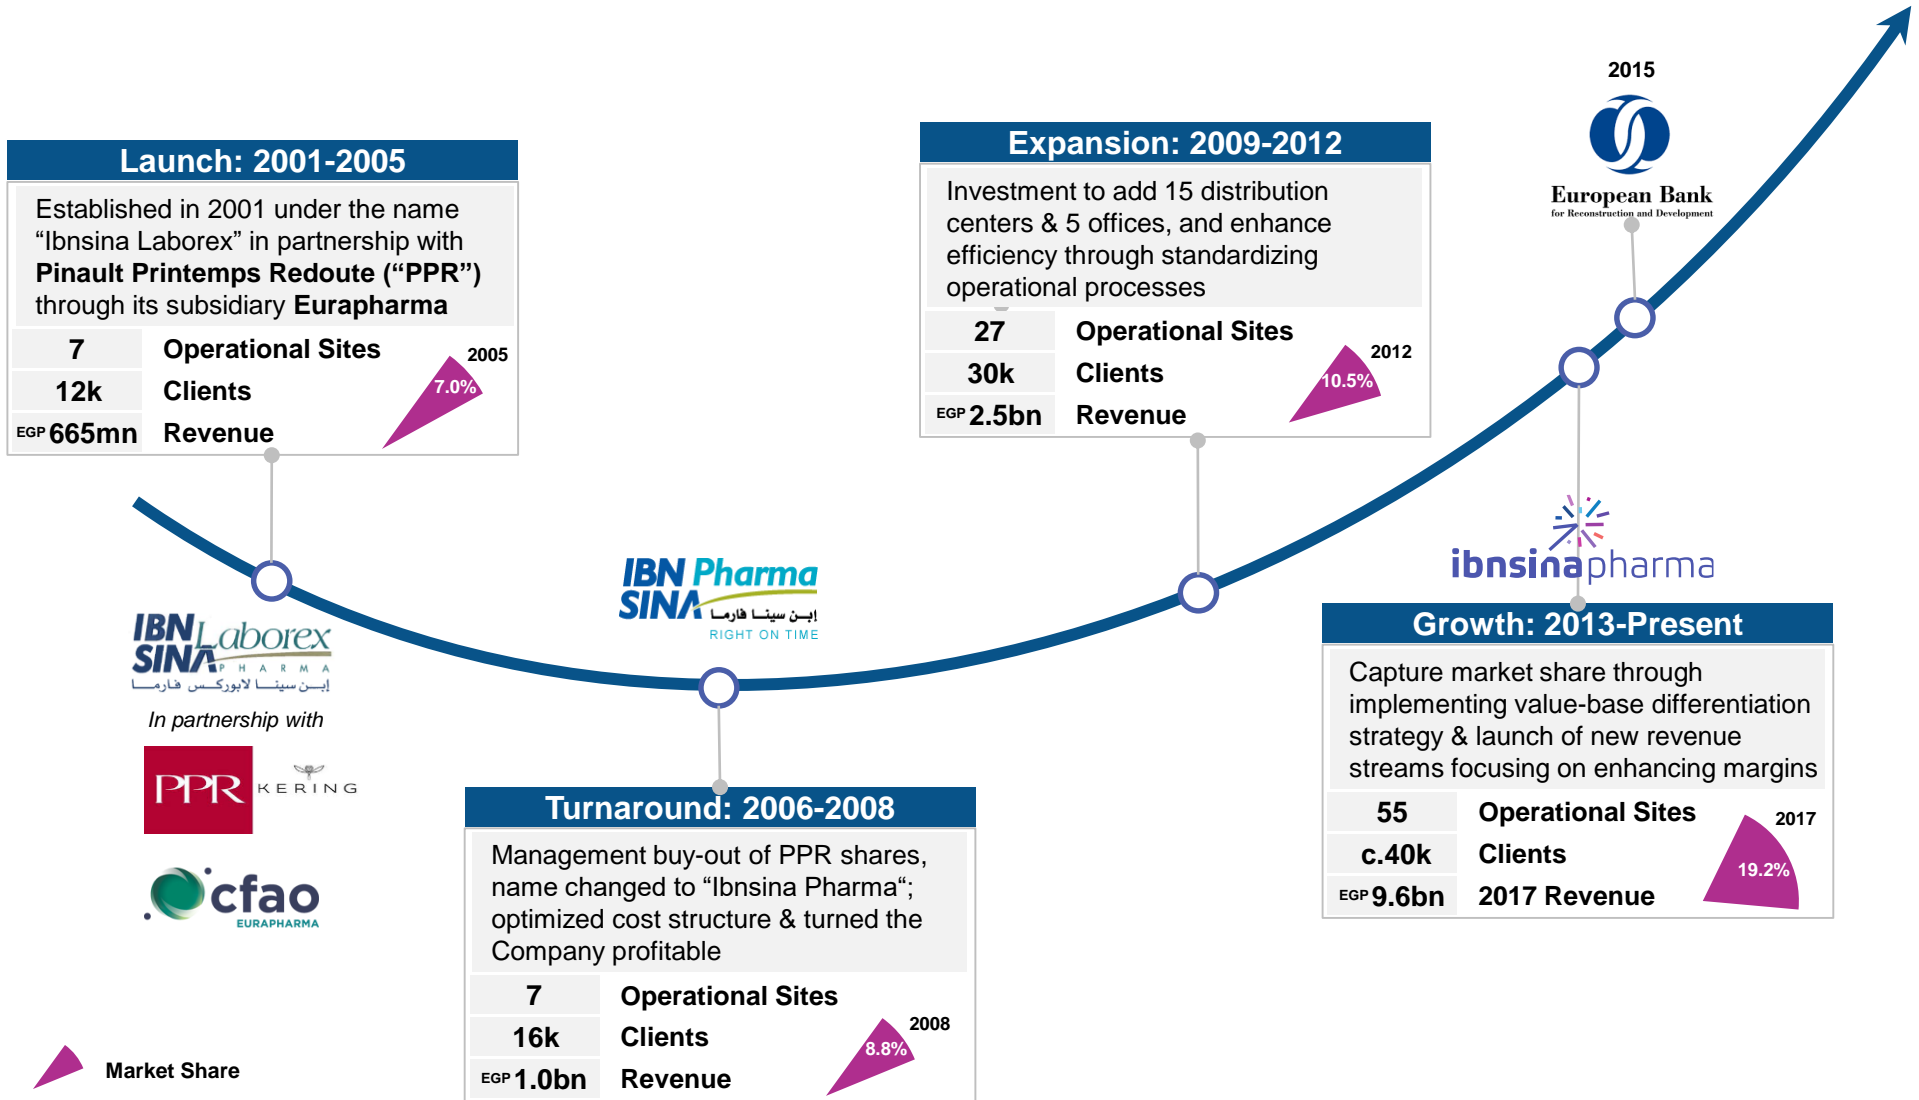 Launch: 2001-2005
Established in 2001 under the name
“Ibnsina Laborex” in partnership with
Pinault Printemps Redoute (“PPR”)
through its subsidiary Eurapharma
7 Operational Sites
12k Clients
EGP 665mn Revenue
2005
7.0%
IBN SINA Laborex
PHARMA
إبن سينا لابوركس فارما
In partnership with
PPR KERING
cfao
EURAPHARMA
IBN SINA Pharma
إبن سينا فارما
RIGHT ON TIME
Turnaround: 2006-2008
Management buy-out of PPR shares,
name changed to “Ibnsina Pharma“;
optimized cost structure & turned the
Company profitable
7 Operational Sites
16k Clients
EGP 1.0bn Revenue
2008
8.8%
Expansion: 2009-2012
Investment to add 15 distribution
centers & 5 offices, and enhance
efficiency through standardizing
operational processes
27 Operational Sites
30k Clients
EGP 2.5bn Revenue
2012
10.5%
2015
European Bank
for Reconstruction and Development
ibnsinapharma
Growth: 2013-Present
Capture market share through
implementing value-base differentiation
strategy & launch of new revenue
streams focusing on enhancing margins
55 Operational Sites
c.40k Clients
EGP 9.6bn 2017 Revenue
2017
19.2%
Market Share